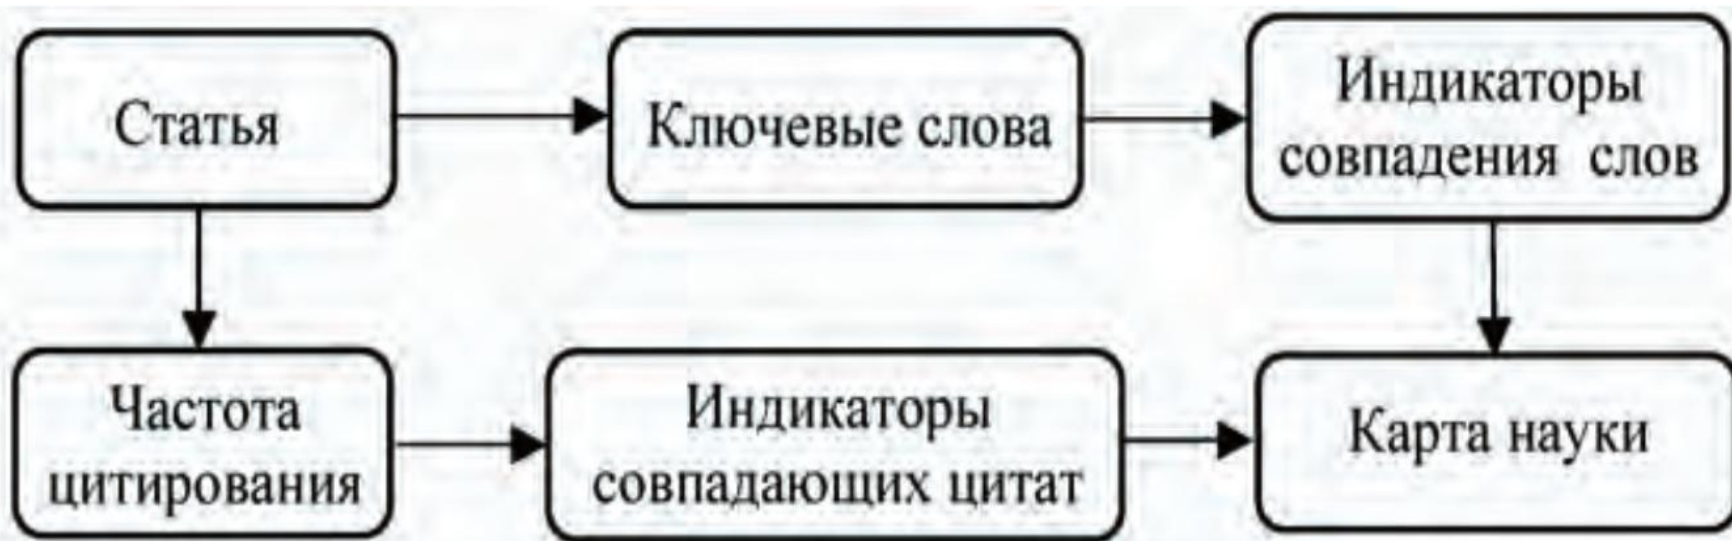 Статья
Ключевые слова
Индикаторы
совпадения слов
Частота
цитирования
Индикаторы
совпадающих цитат
Карта науки